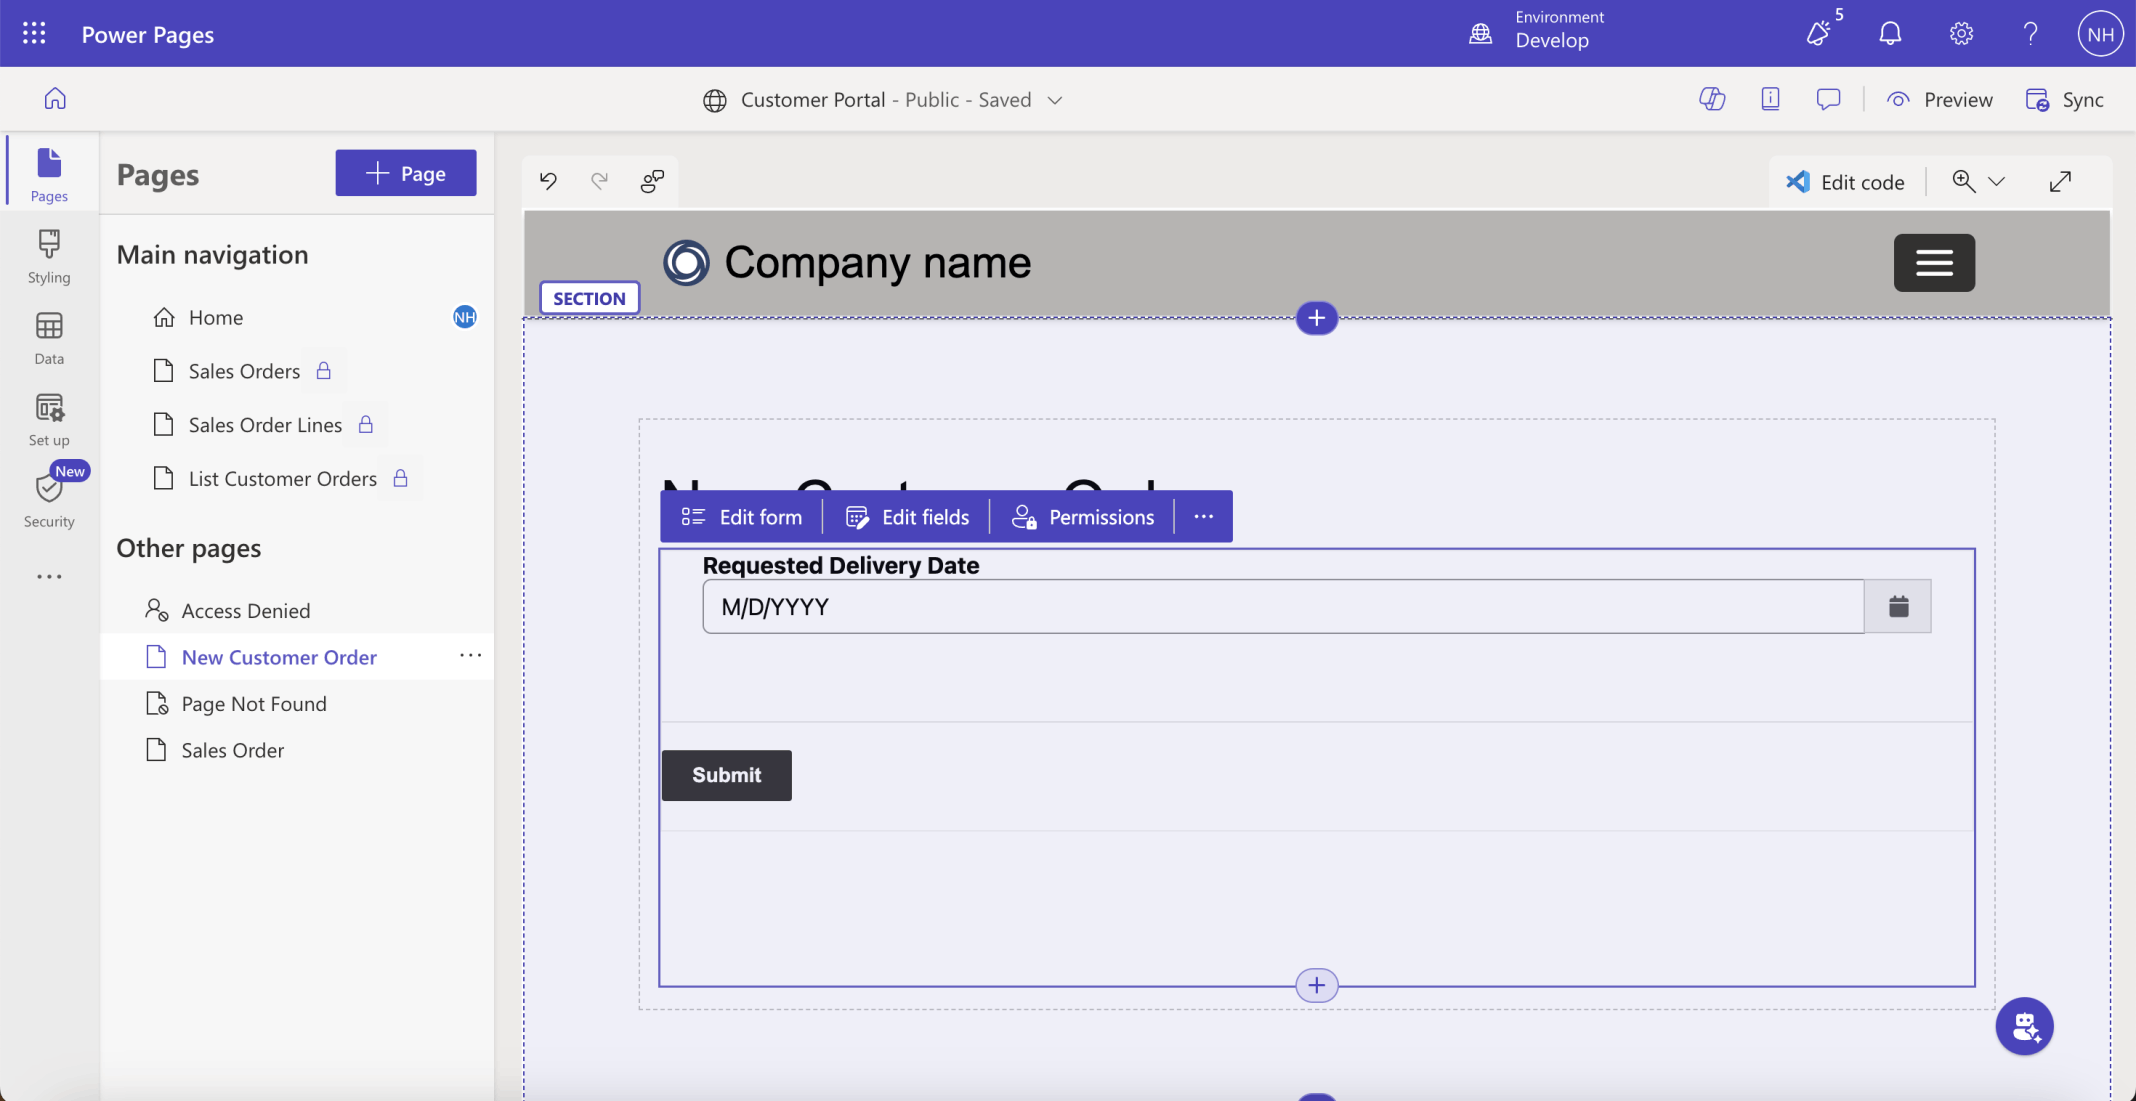 Power Pages
Environment
Develop
5
NH
Customer Portal - Public - Saved
Preview
Sync
Pages
Styling
Data
Set up
New
Security
Pages
Page
Main navigation
Home
NH
Sales Orders
Sales Order Lines
List Customer Orders
Other pages
Access Denied
New Customer Order
Page Not Found
Sales Order
Edit code
Company name
SECTION
Edit form
Edit fields
Permissions
Requested Delivery Date
M/D/YYYY
Submit